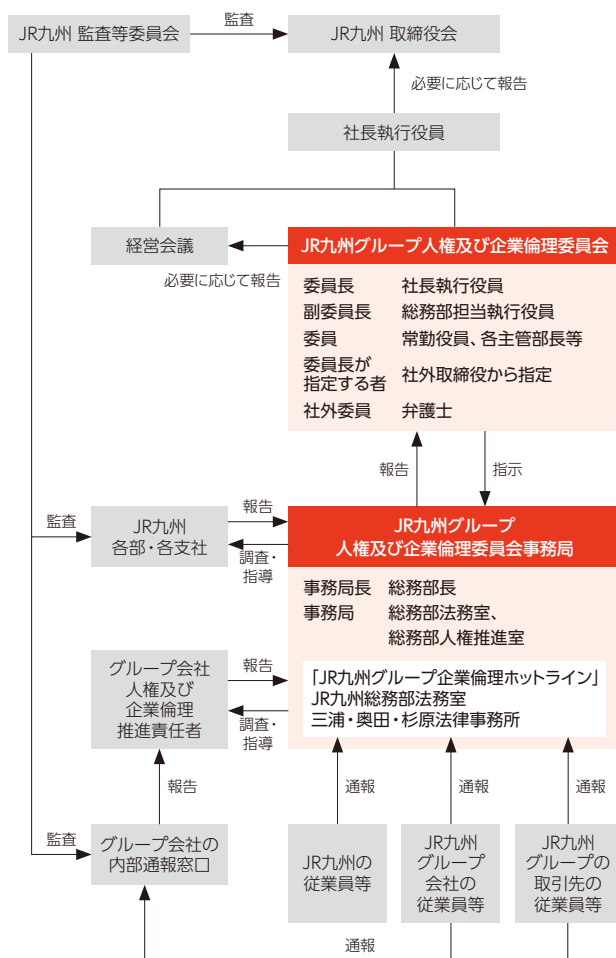 JR九州 監査等委員会
監査
JR九州 取締役会
必要に応じて報告
社長執行役員
経営会議
必要に応じて報告
JR九州グループ人権及び企業倫理委員会
委員長 社長執行役員
副委員長 総務部担当執行役員
委員 常勤役員、各主管部長等
委員長が
指定する者 社外取締役から指定
社外委員 弁護士
報告
指示
監査
JR九州
各部・各支社
報告
調査・
指導
JR九州グループ
人権及び企業倫理委員会事務局
事務局長 総務部長
事務局 総務部法務室、
総務部人権推進室
「JR九州グループ企業倫理ホットライン」
JR九州総務部法務室
三浦・奥田・杉原法律事務所
グループ会社
人権及び
企業倫理
推進責任者
報告
調査・
指導
報告
通報
通報
通報
監査
グループ会社の
内部通報窓口
JR九州の
従業員等
JR九州
グループ
会社の
従業員等
JR九州
グループの
取引先の
従業員等
通報